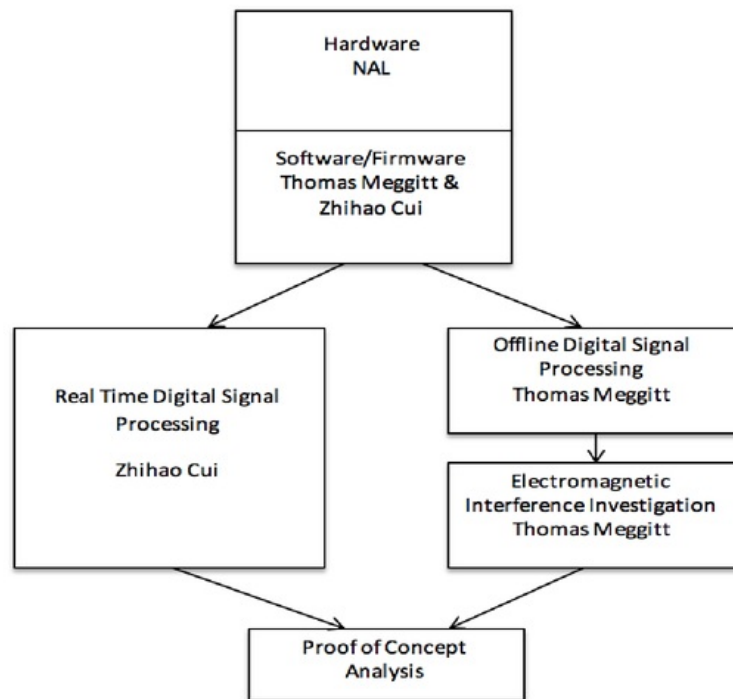 Hardware
NAL
Software/Firmware
Thomas Meggitt &
Zhihao Cui
Real Time Digital Signal
Processing
Zhihao Cui
Offline Digital Signal
Processing
Thomas Meggitt
Electromagnetic
Interference Investigation
Thomas Meggitt
Proof of Concept
Analysis